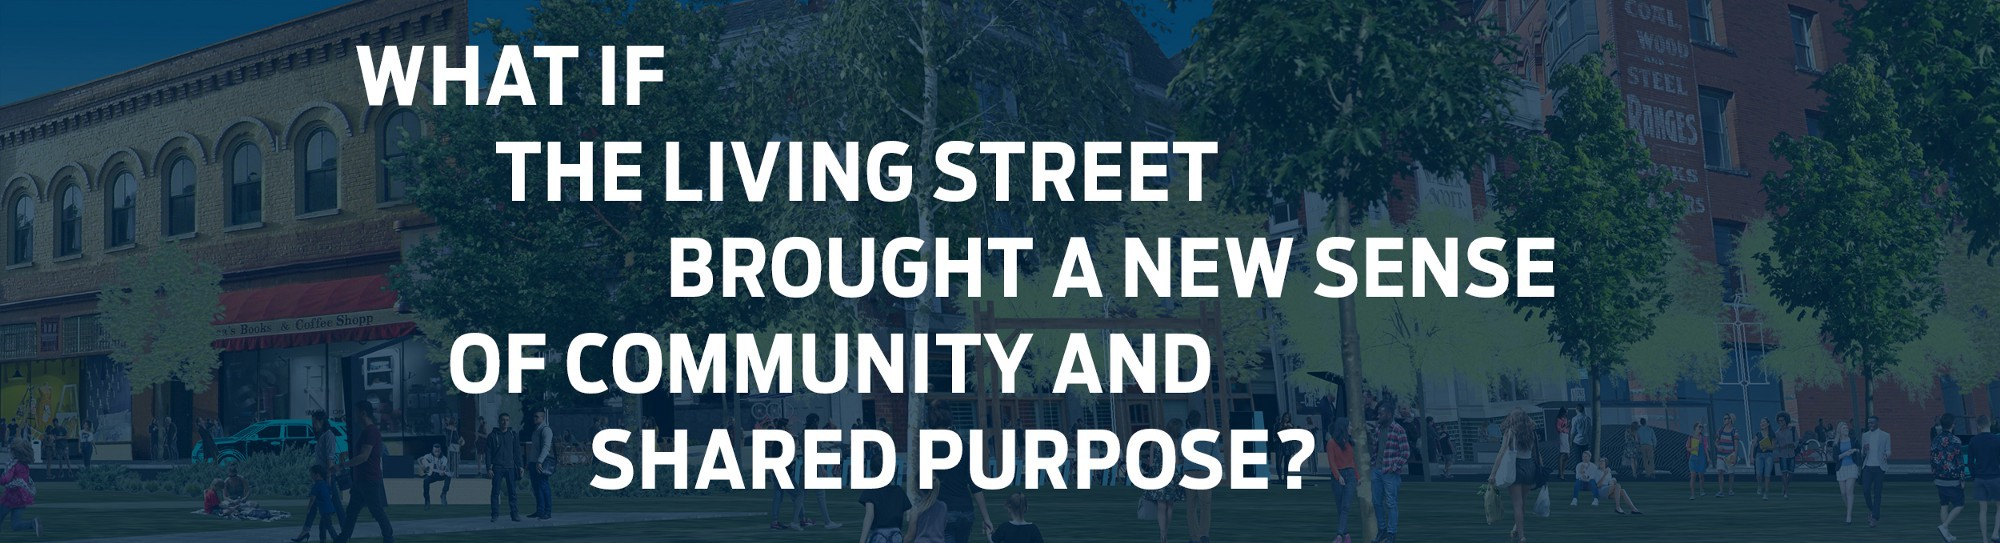 WHAT IF
THE LIVING STREET
BROUGHT A NEW SENSE
OF COMMUNITY AND
SHARED PURPOSE?
COAL
WOOD
AND
STEEL
RANGES
Books & Coffee Shopp